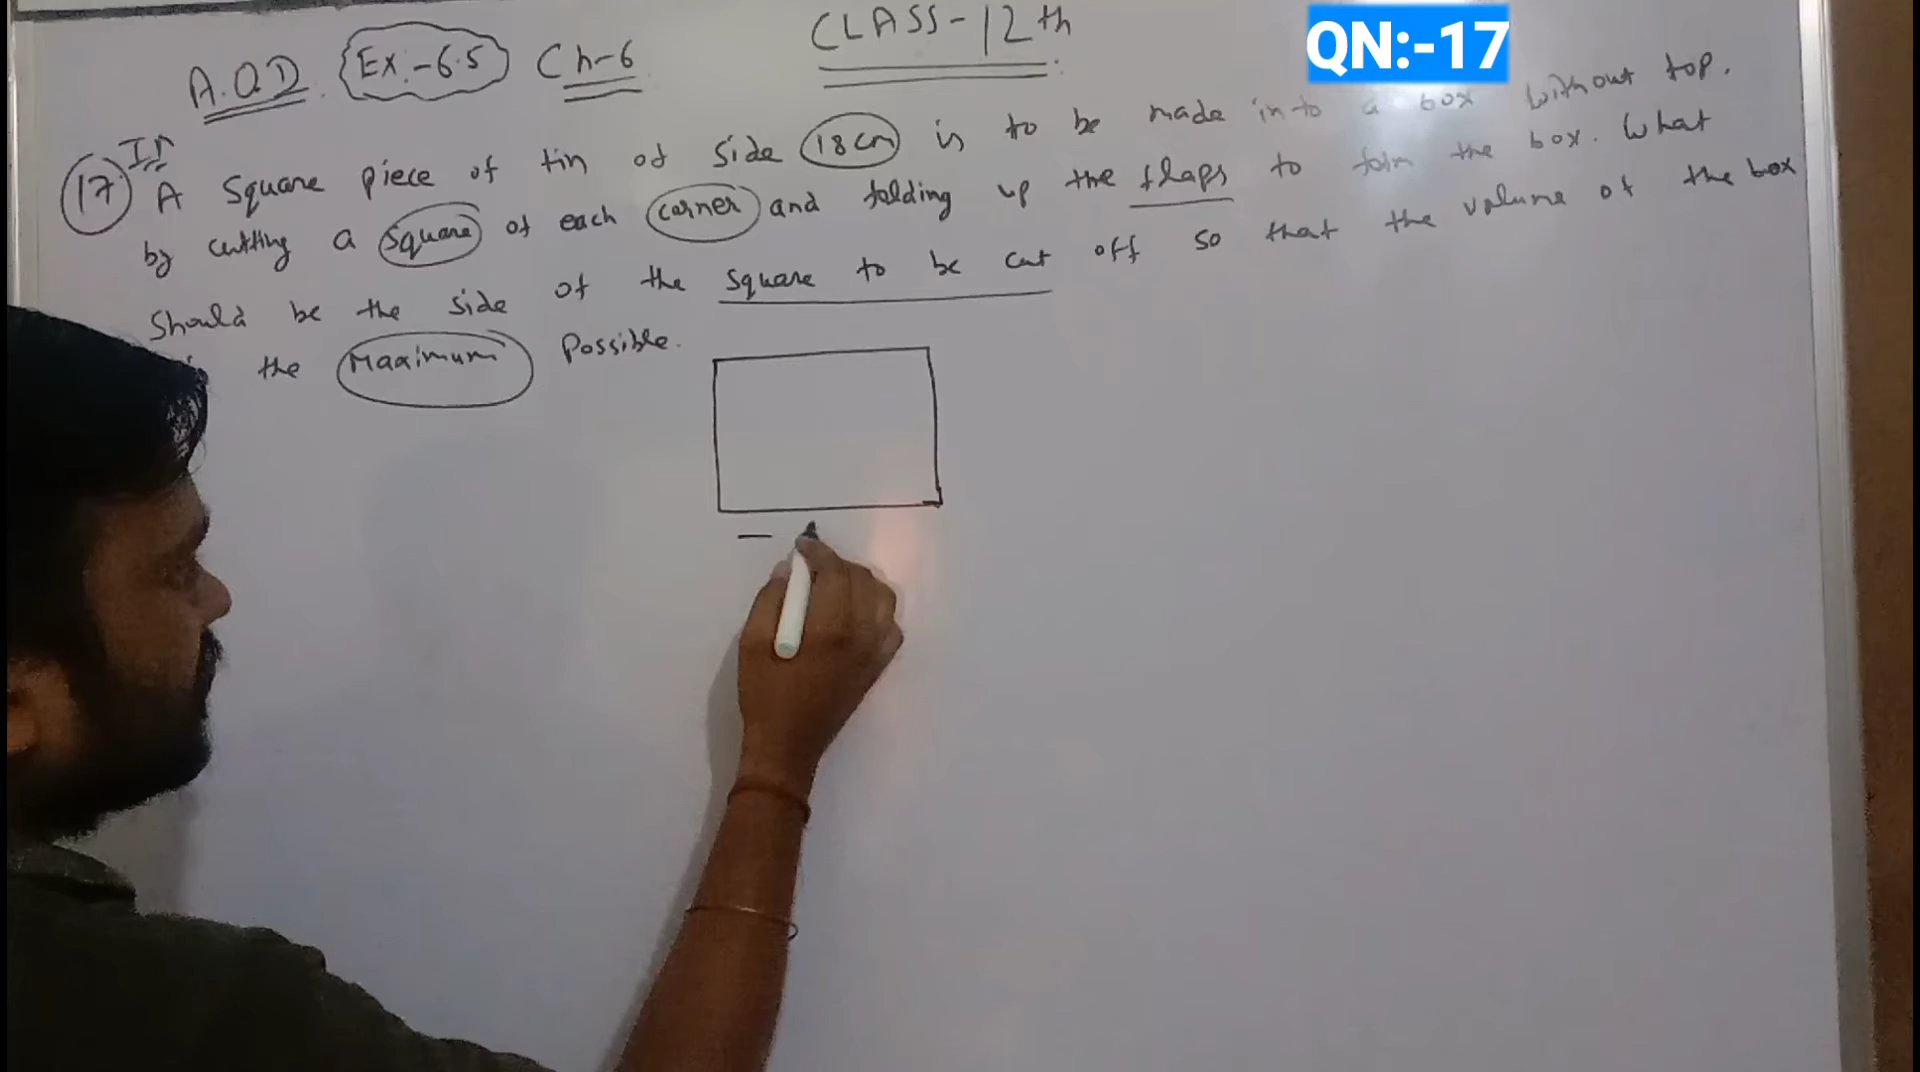 A.O.D. Ex:-6.5 Ch-6 CLASS-12th
QN:-17
17 Imp A square piece of tin of side 18cm is to be made into a box without top.
by cutting a square of each corner and folding up the flaps to form the box. What
should be the side of the square to be cut off so that the volume of the box
the Maximum Possible.